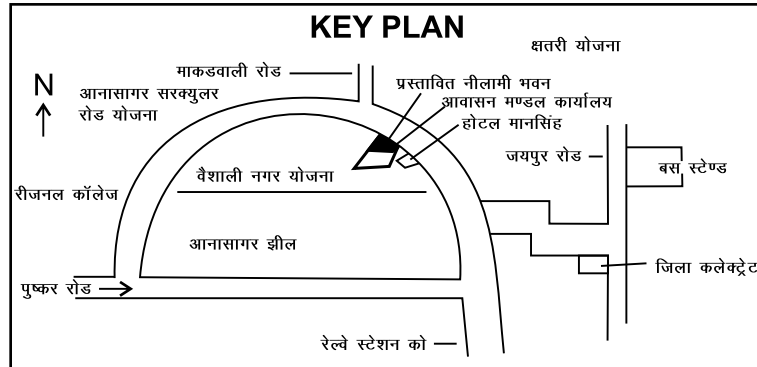 KEY PLAN
क्षतरी योजना
माकडवाली रोड
N
आनासागर सरक्युलर
रोड योजना
प्रस्तावित नीलामी भवन
आवासन मण्डल कार्यालय
होटल मानसिंह
जयपुर रोड
बस स्टेण्ड
वैशाली नगर योजना
रीजनल कॉलेज
आनासागर झील
जिला कलेक्ट्रेट
पुष्कर रोड
रेल्वे स्टेशन को